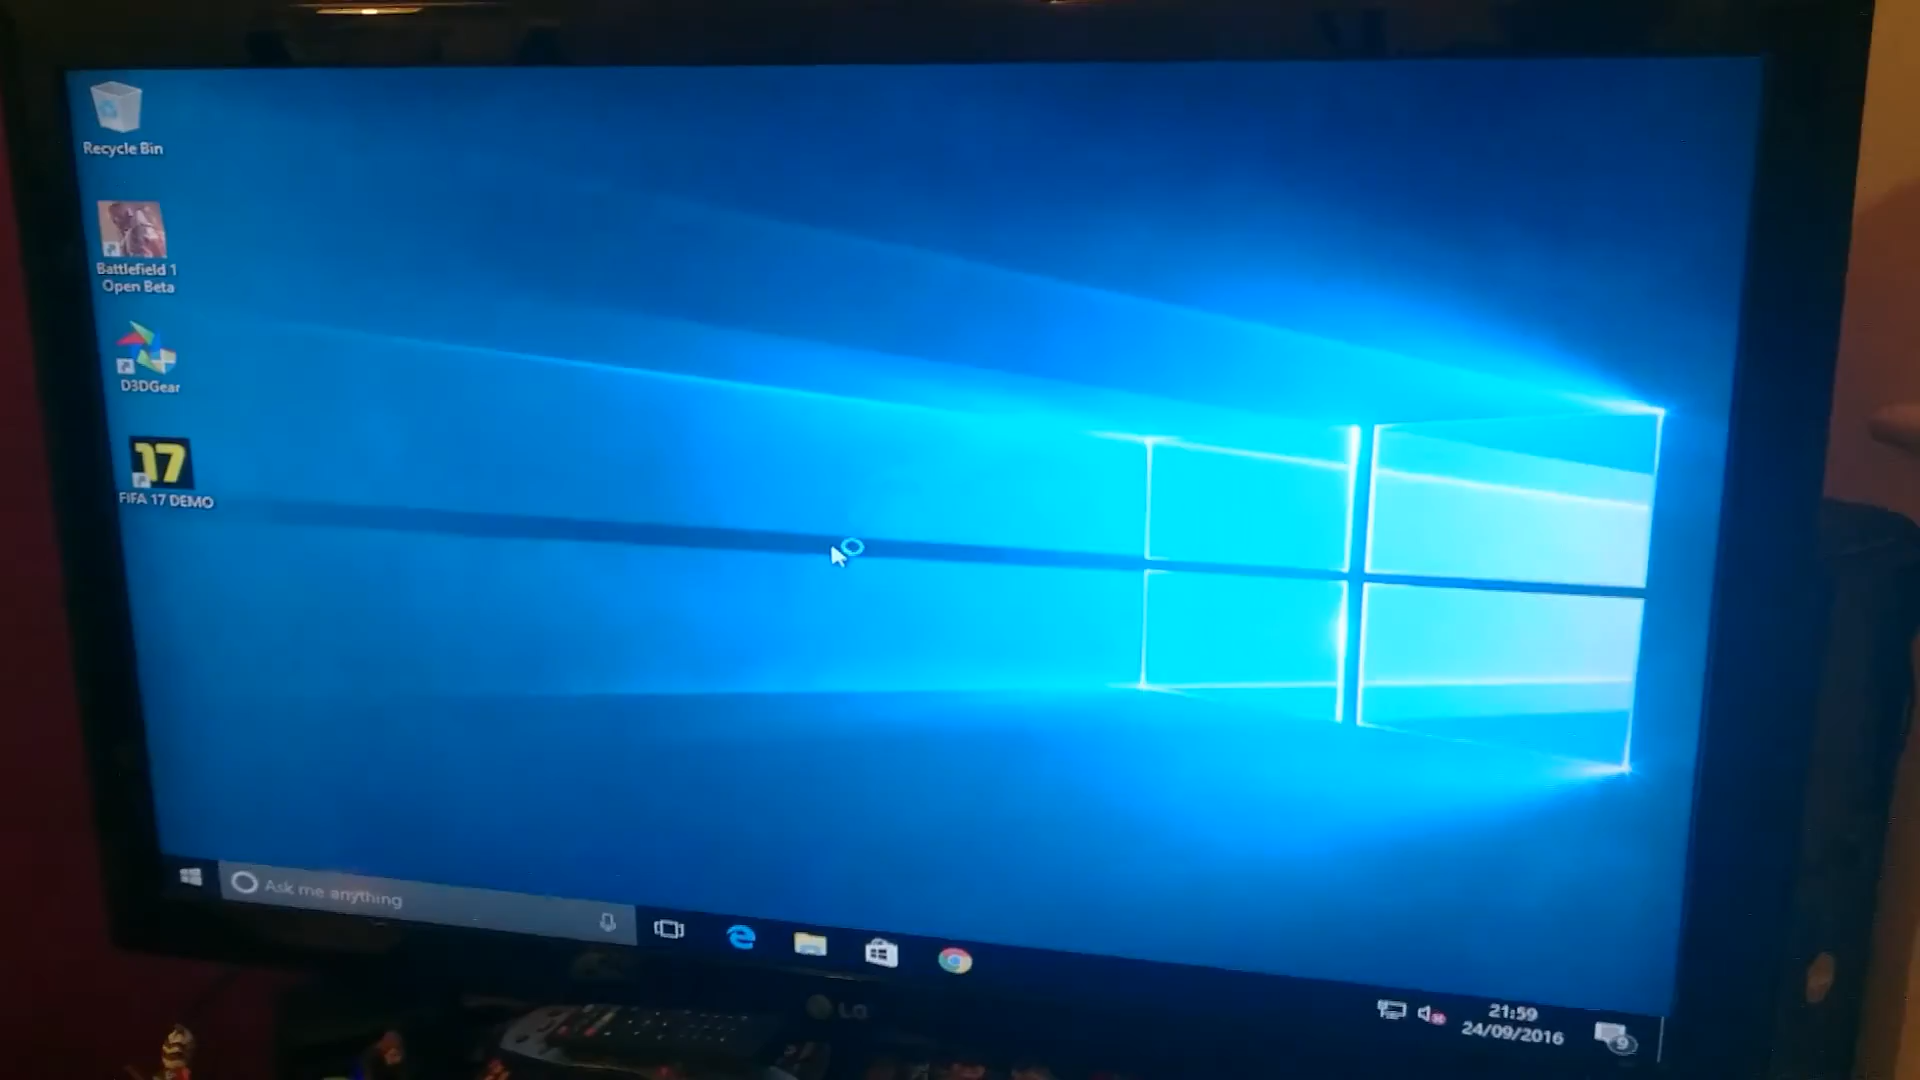 Recycle Bin
Battlefield 1
Open Beta
D3DGear
17
FIFA 17 DEMO
Ask me anything
LG
21:59
24/09/2016
9